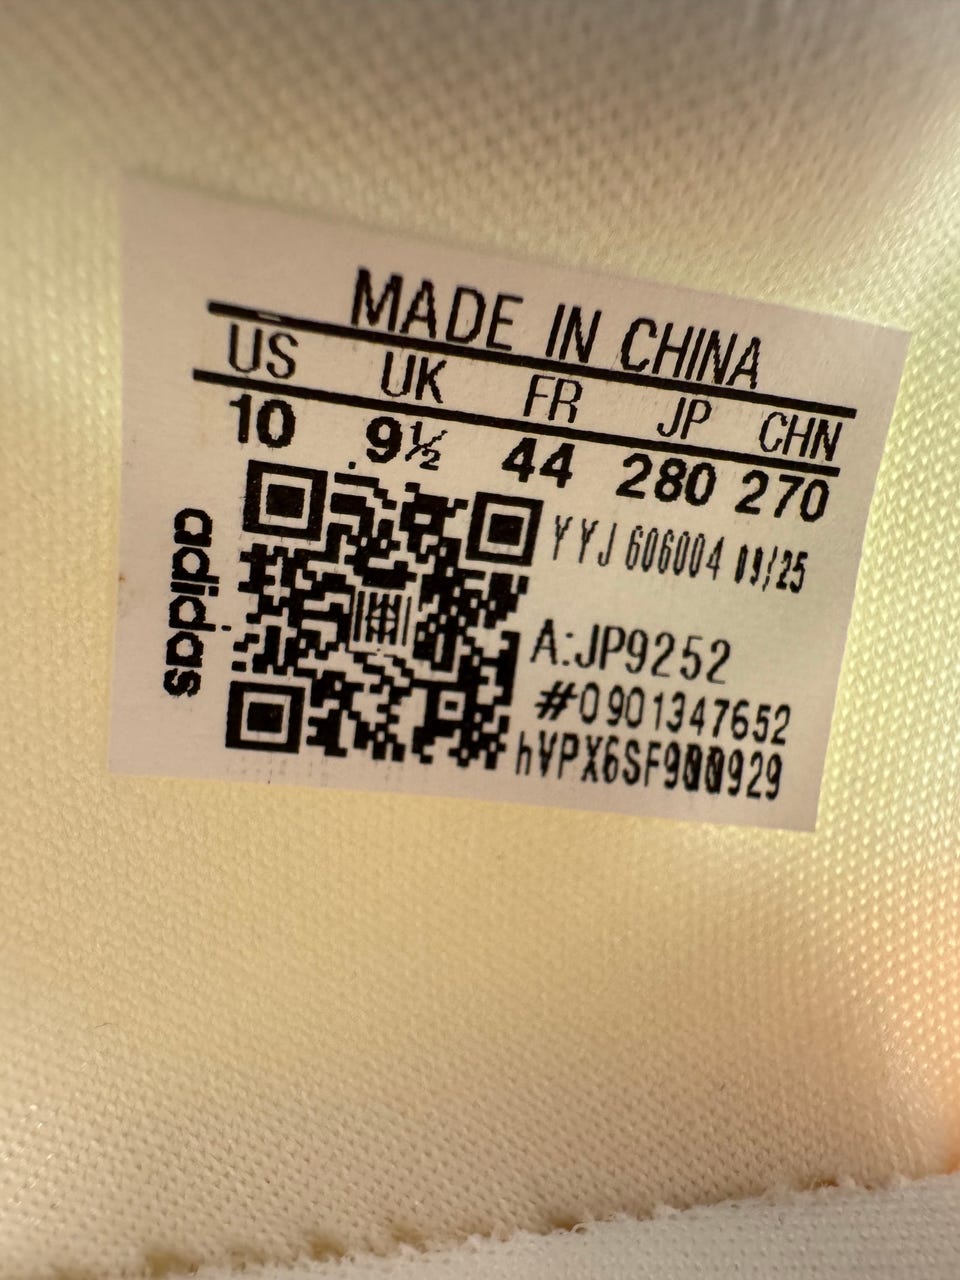 MADE IN CHINA
US UK FR JP CHN
10 9½ 44 280 270
YYJ 606004 09/25
A:JP9252
#0901347652
hVPX6SF900929
adidas